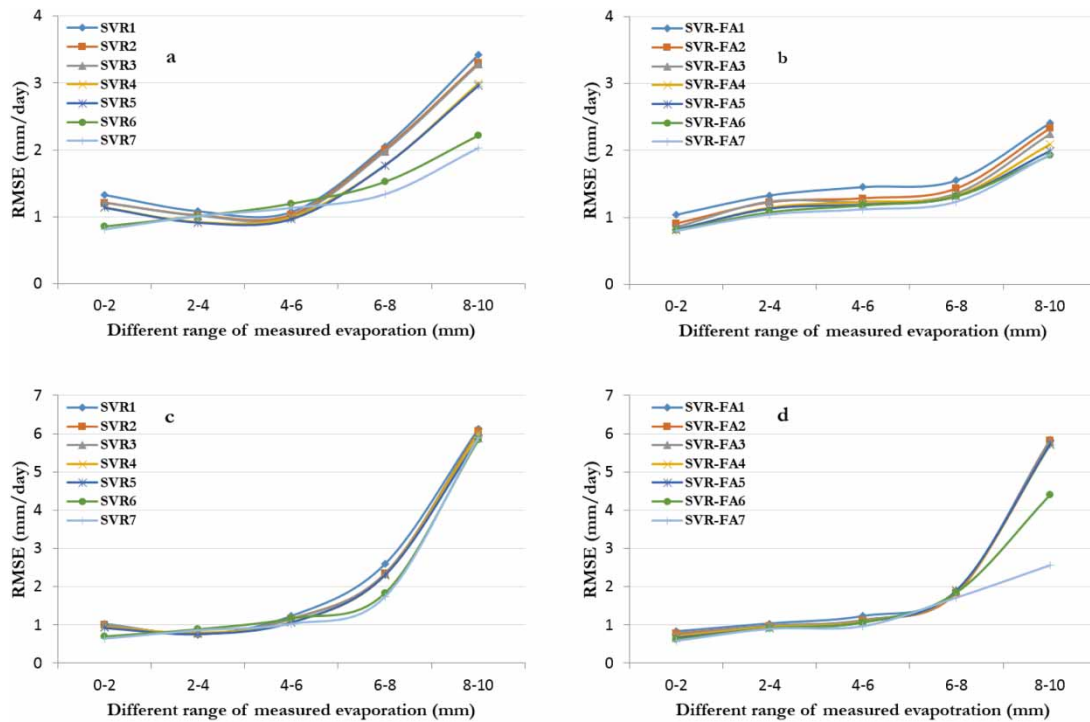 SVR1
SVR2
SVR3
SVR4
SVR5
SVR6
SVR7
a
RMSE (mm/day)
4
3
2
1
0
0-2 2-4 4-6 6-8 8-10
Different range of measured evaporation (mm)
SVR-FA1
SVR-FA2
SVR-FA3
SVR-FA4
SVR-FA5
SVR-FA6
SVR-FA7
b
RMSE (mm/day)
4
3
2
1
0
0-2 2-4 4-6 6-8 8-10
Different range of measured evaporation (mm)
SVR1
SVR2
SVR3
SVR4
SVR5
SVR6
SVR7
c
RMSE (mm/day)
7
6
5
4
3
2
1
0
0-2 2-4 4-6 6-8 8-10
Different range of measured evaporation (mm)
SVR-FA1
SVR-FA2
SVR-FA3
SVR-FA4
SVR-FA5
SVR-FA6
SVR-FA7
d
RMSE (mm/day)
7
6
5
4
3
2
1
0
0-2 2-4 4-6 6-8 8-10
Different range of measured evapotration (mm)